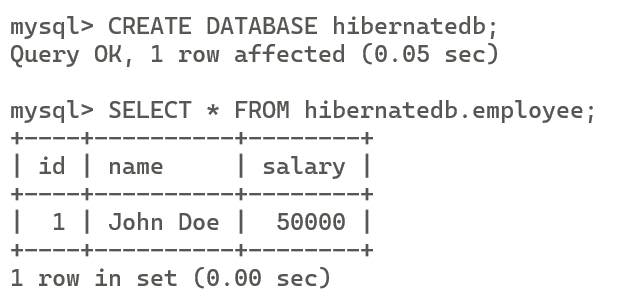 mysql> CREATE DATABASE hibernatedb;
Query OK, 1 row affected (0.05 sec)

mysql> SELECT * FROM hibernatedb.employee;
+----+----------+--------+
| id | name     | salary |
+----+----------+--------+
|  1 | John Doe |  50000 |
+----+----------+--------+
1 row in set (0.00 sec)